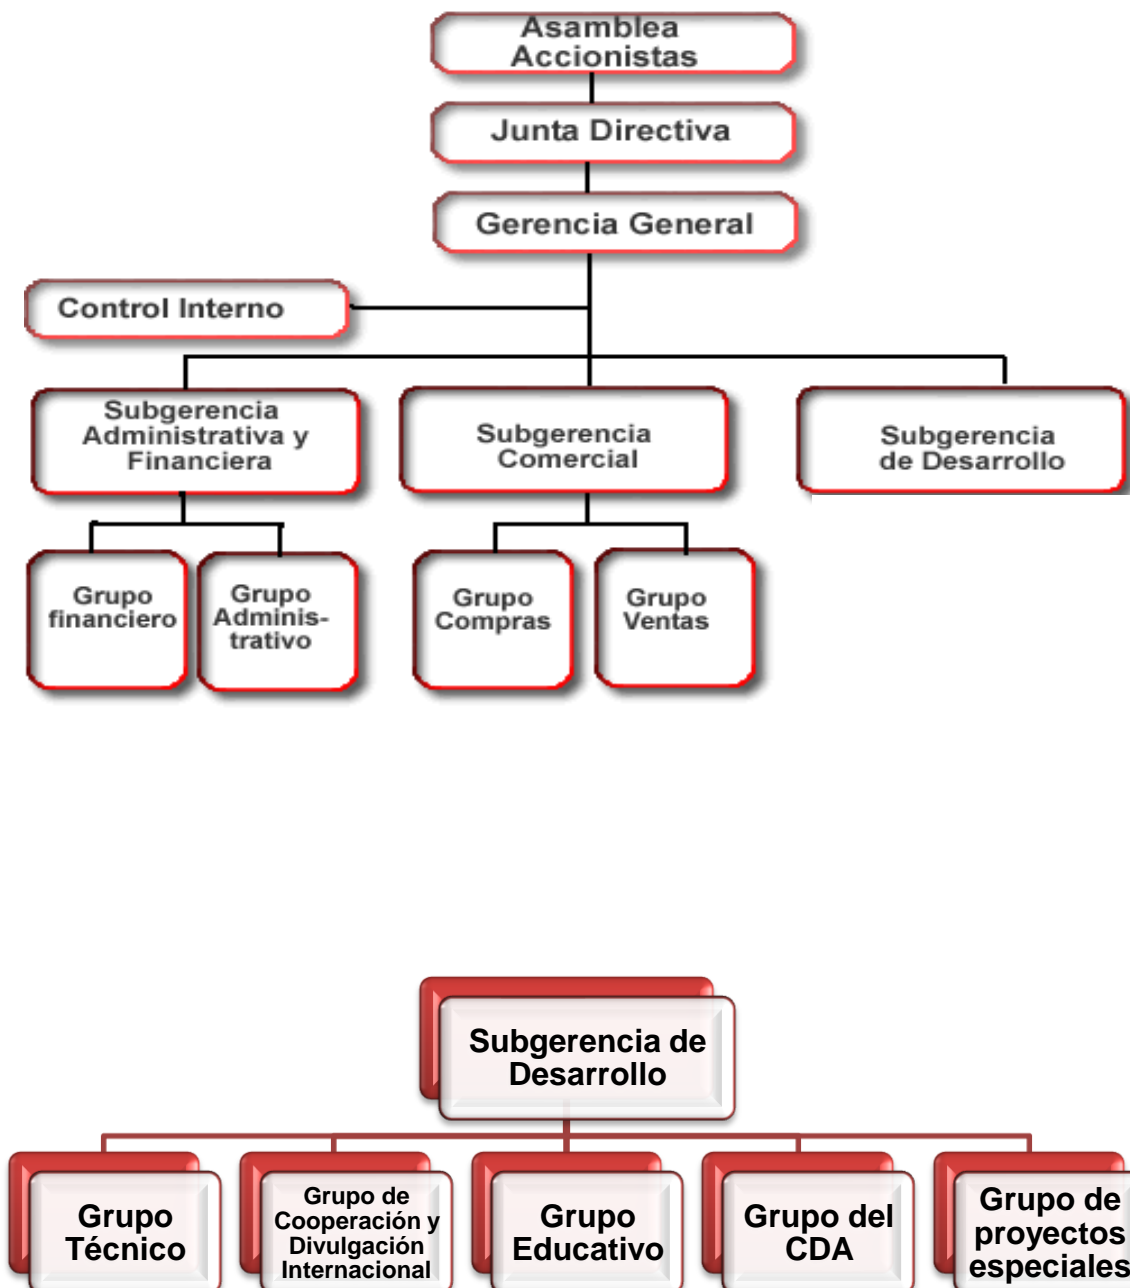 Asamblea
Accionistas
Junta Directiva
Gerencia General
Control Interno
Subgerencia
Administrativa y
Financiera
Subgerencia
Comercial
Subgerencia
de Desarrollo
Grupo
financiero
Grupo
Adminis-
trativo
Grupo
Compras
Grupo
Ventas
Subgerencia de
Desarrollo
Grupo
Técnico
Grupo de
Cooperación y
Divulgación
Internacional
Grupo
Educativo
Grupo del
CDA
Grupo de
proyectos
especiales